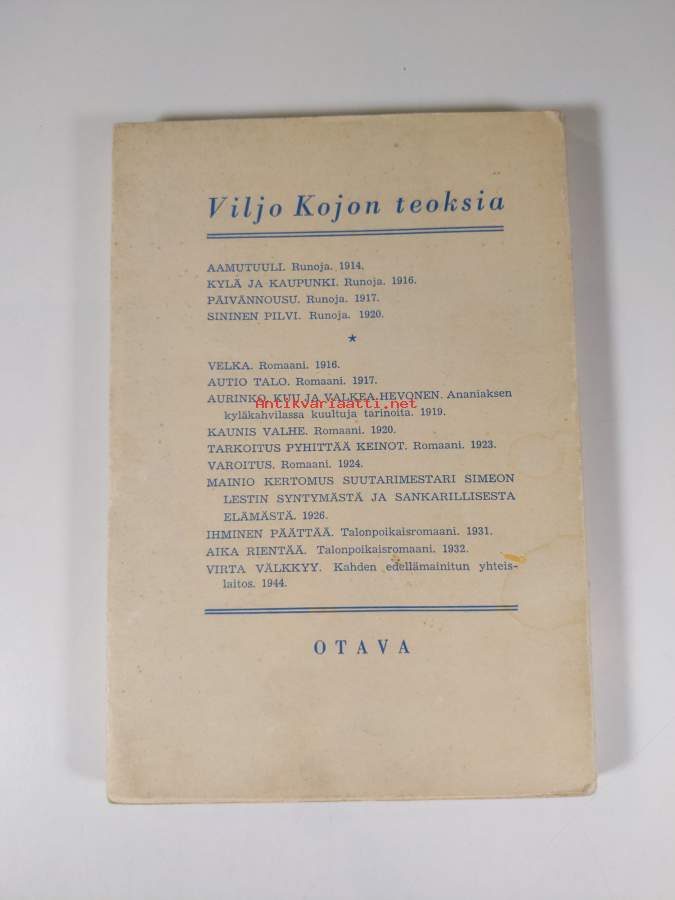 Viljo Kojon teoksia
AAMUTUULI. Runoja. 1914.
KYLÄ JA KAUPUNKI. Runoja. 1916.
PÄIVÄNNOUSU. Runoja. 1917.
SININEN PILVI. Runoja. 1920.
*
VELKA. Romaani. 1916.
AUTIO TALO. Romaani. 1917.
AURINKO, KUU JA VALKEA HEVONEN. Ananiaksen
Antikvariaatti.net
kyläkahvilassa kuultuja tarinoita. 1919.
KAUNIS VALHE. Romaani. 1920.
TARKOITUS PYHITTÄÄ KEINOT. Romaani. 1923.
VAROITUS. Romaani. 1924.
MAINIO KERTOMUS SUUTARIMESTARI SIMEON
LESTIN SYNTYMÄSTÄ JA SANKARILLISESTA
ELÄMÄSTÄ. 1926.
IHMINEN PÄÄTTÄÄ. Talonpoikaisromaani. 1931.
AIKA RIENTÄÄ. Talonpoikaisromaani. 1932.
VIRTA VÄLKKYY. Kahden edellämainitun yhteis-
laitos. 1944.
OTAVA